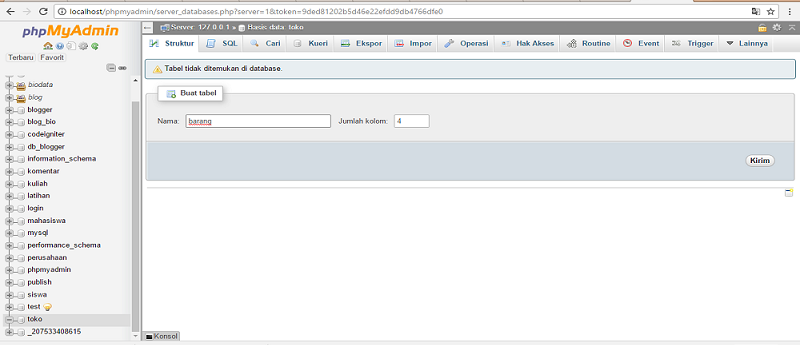 localhost/phpmyadmin/server_databases.php?server=1&token=9ded81202b5d46e22efdd9db4766dfe0
phpMyAdmin
Terbaru Favorit
biodata
blog
blogger
blog_bio
codeigniter
db_blogger
information_schema
komentar
kuliah
latihan
login
mahasiswa
mysql
performance_schema
perusahaan
phpmyadmin
publish
siswa
test
toko
_207533408615
Server: 127.0.0.1 » Basis data: toko
Struktur SQL Cari Kueri Ekspor Impor Operasi Hak Akses Routine Event Trigger Lainnya
Tabel tidak ditemukan di database.
Buat tabel
Nama: barang Jumlah kolom: 4
Kirim
Konsol